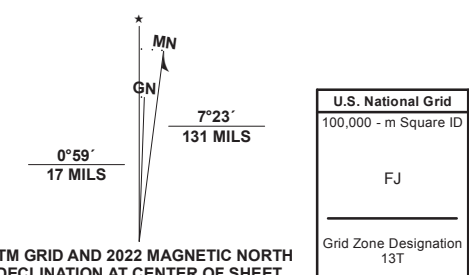 ★
MN
GN
7°23´
131 MILS
0°59´
17 MILS
TM GRID AND 2022 MAGNETIC NORTH
DECLINATION AT CENTER OF SHEET
U.S. National Grid
100,000 - m Square ID
FJ
Grid Zone Designation
13T